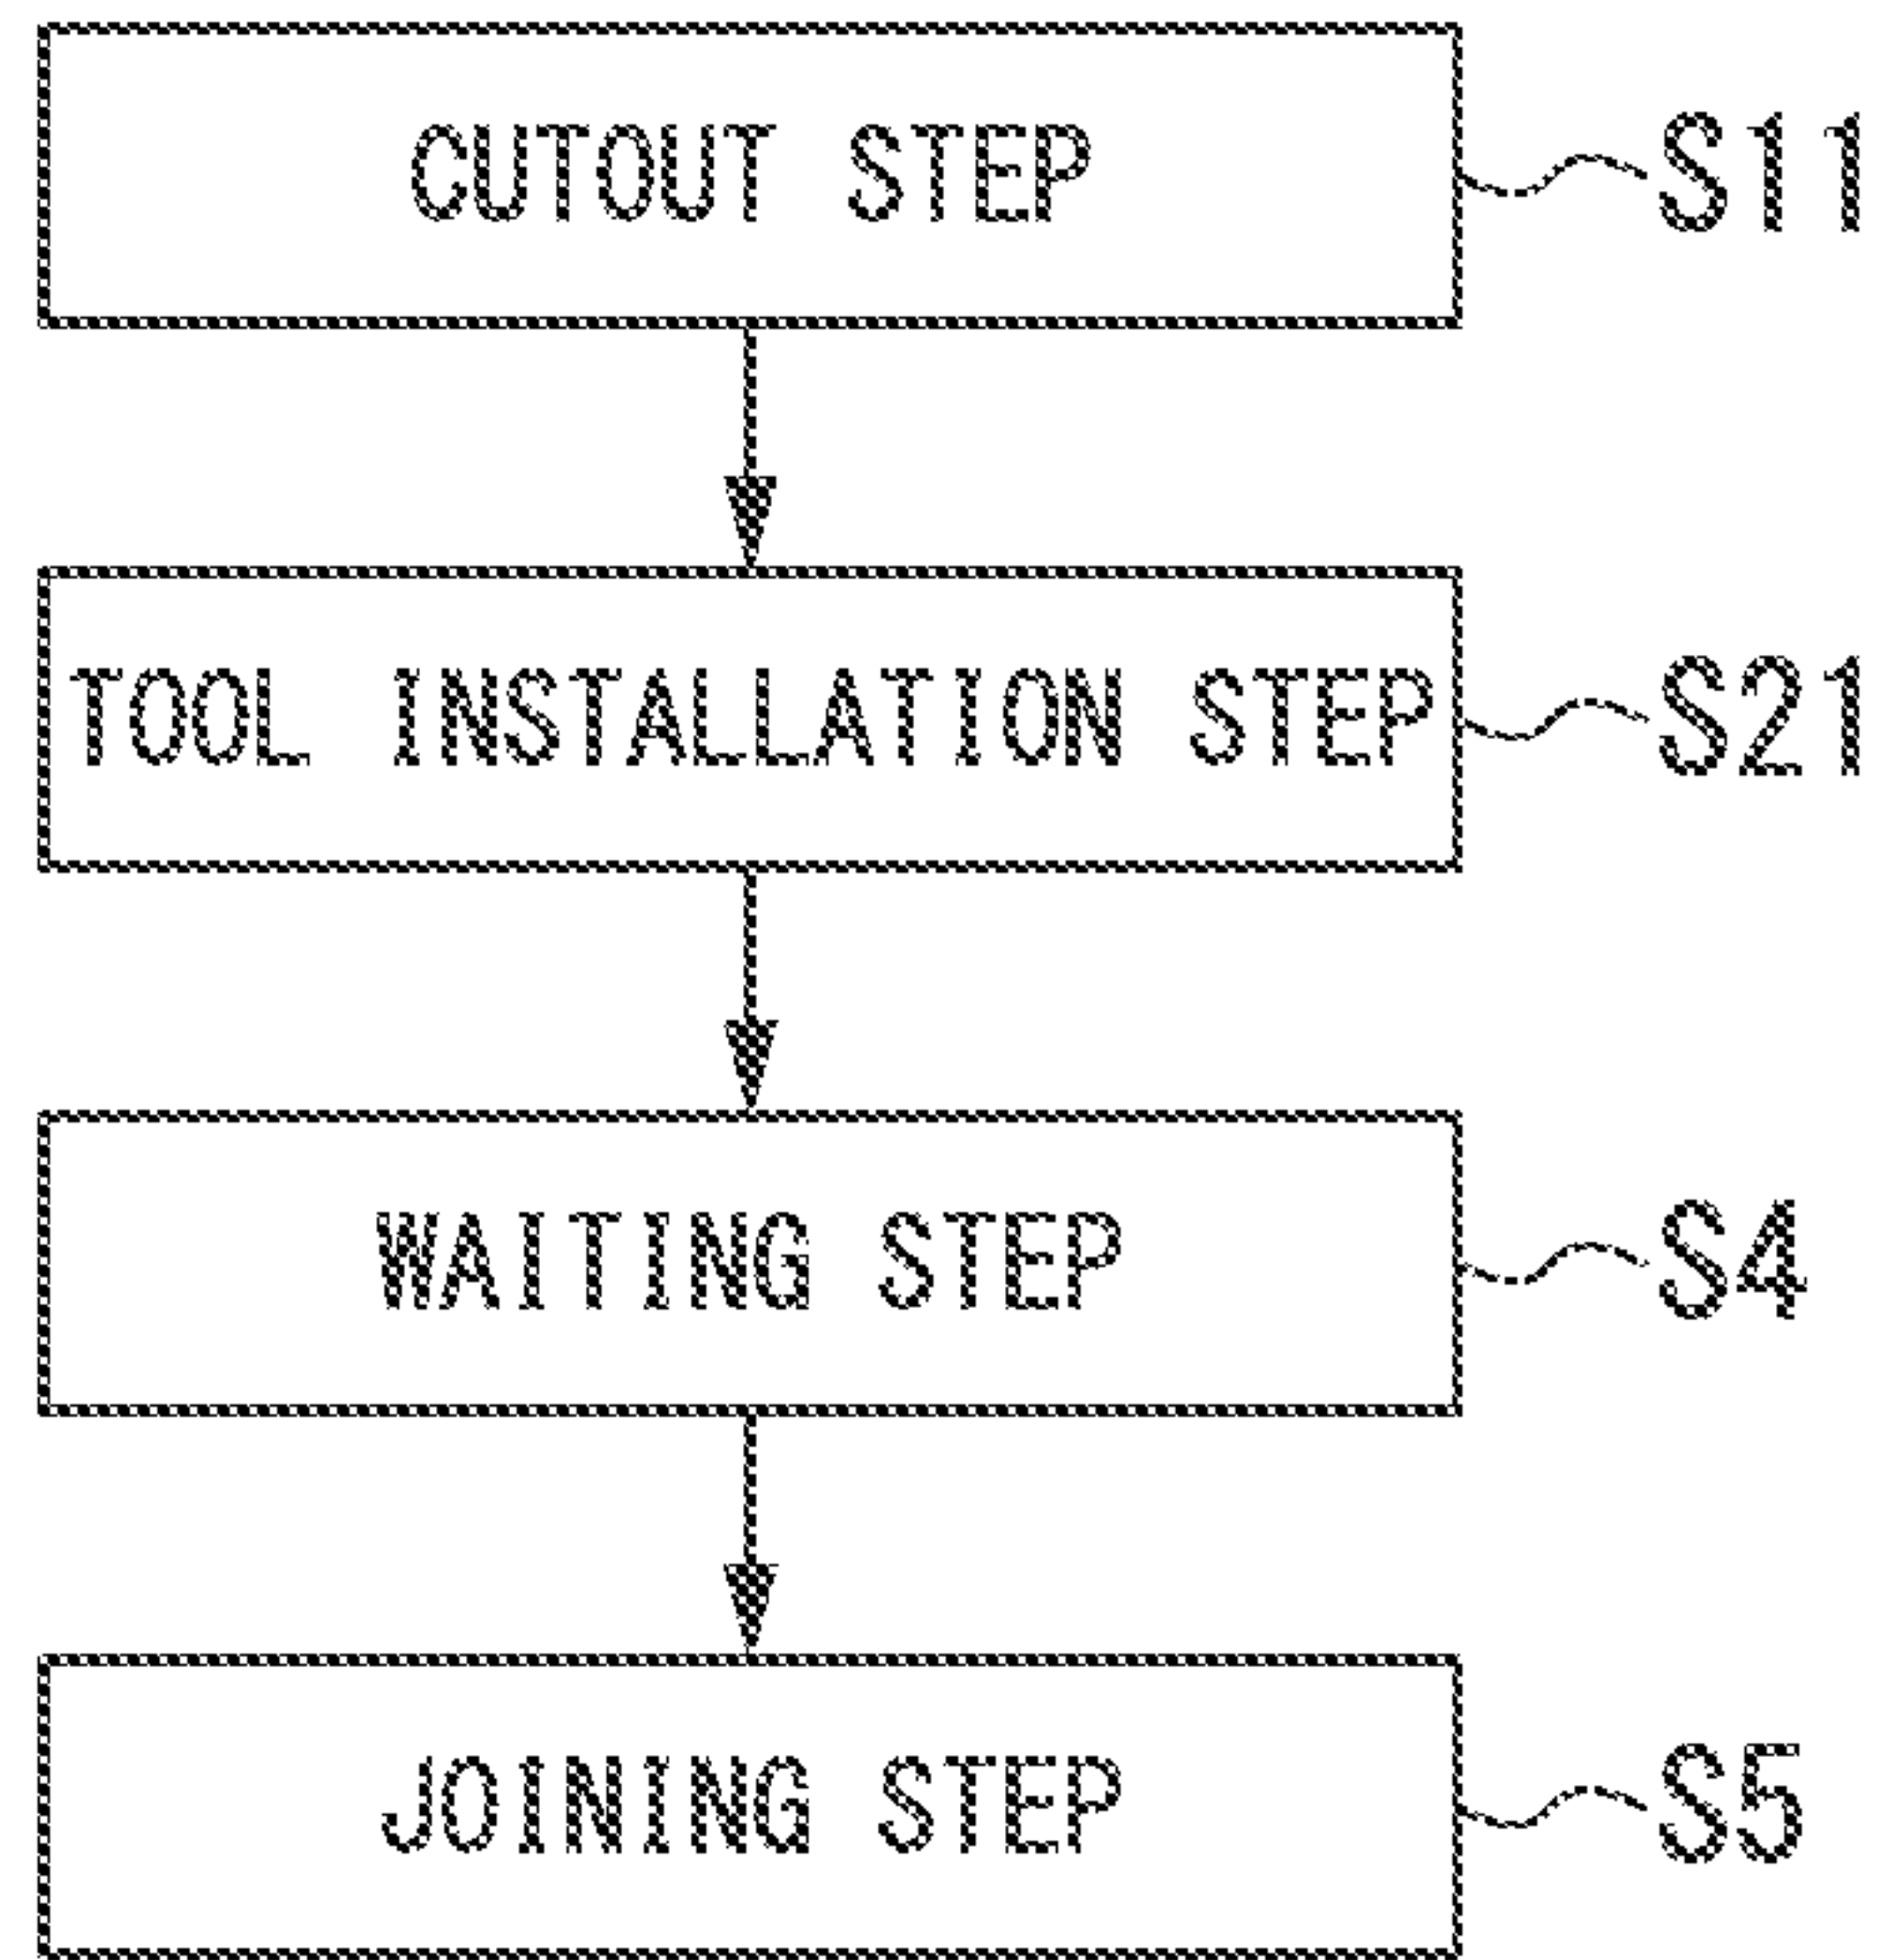 CUTOUT STEP S11
TOOL INSTALLATION STEP S21
WAITING STEP S4
JOINING STEP S5